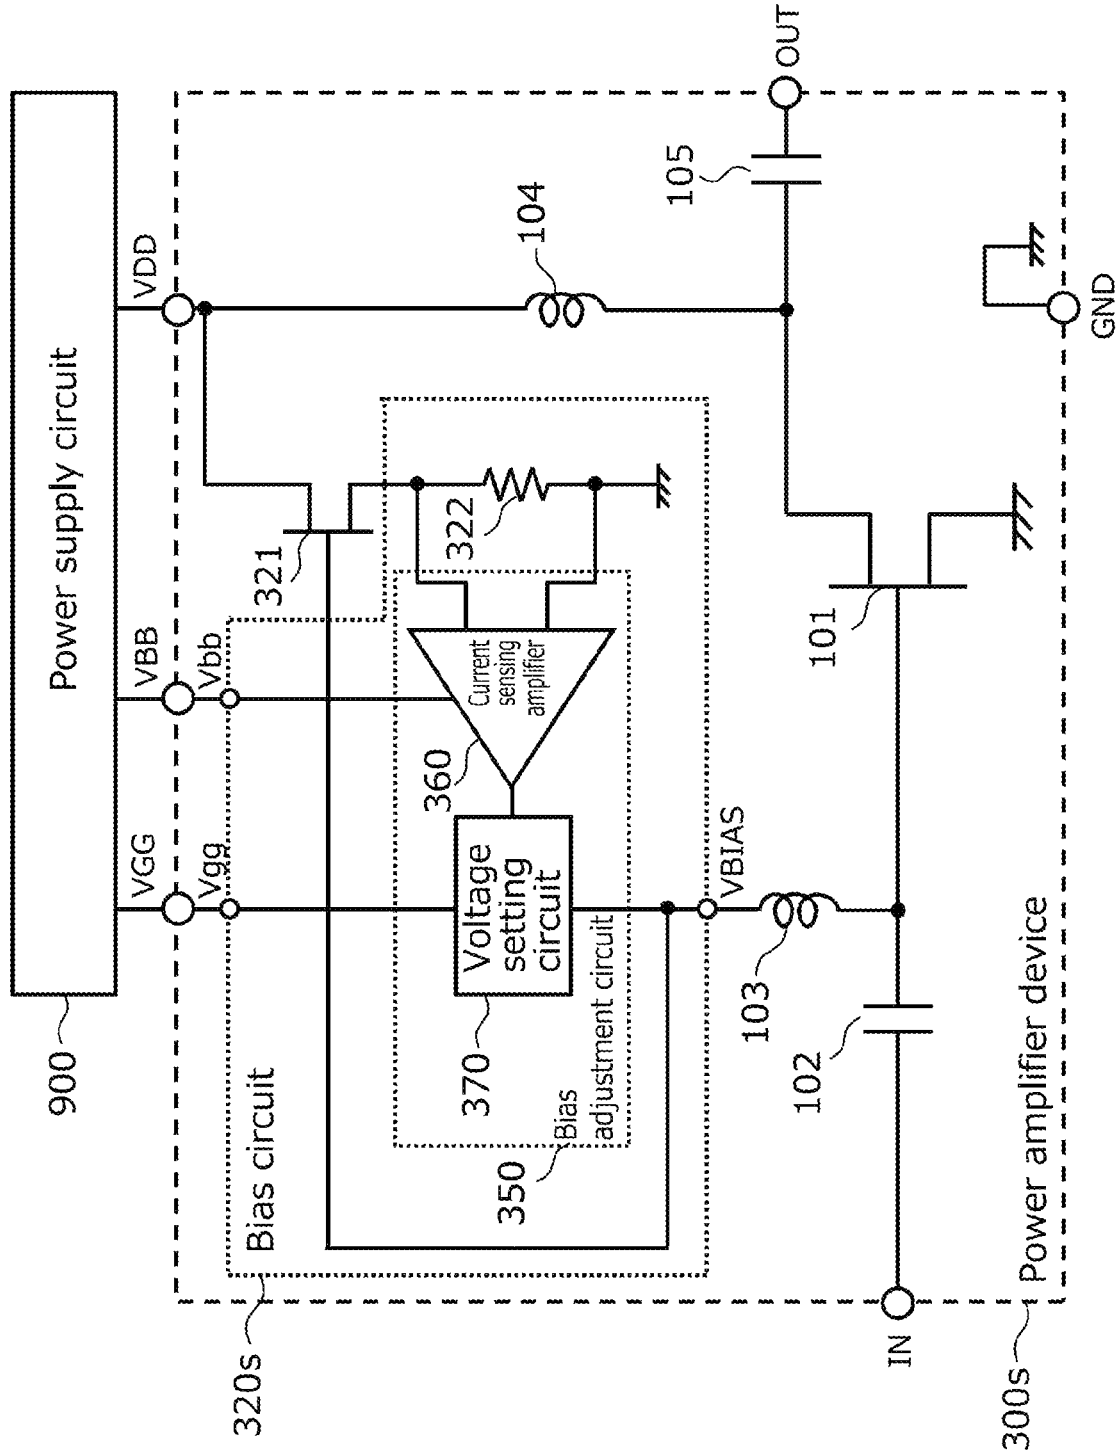 900
Power supply circuit
VGG
VBB
VDD
Vgg
Vbb
320s
Bias circuit
321
360
322
370
Voltage
setting
circuit
Current
sensing
amplifier
104
350
Bias
adjustment circuit
105
VBIAS
103
OUT
102
101
IN
300s
Power amplifier device
GND